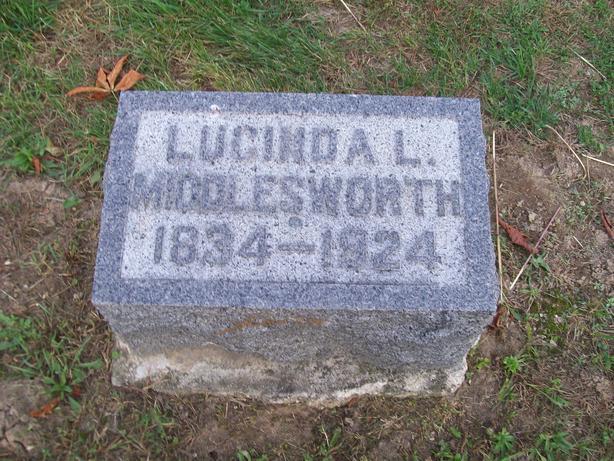 LUCINDA L.
MIDDLESWORTH
1834-1924